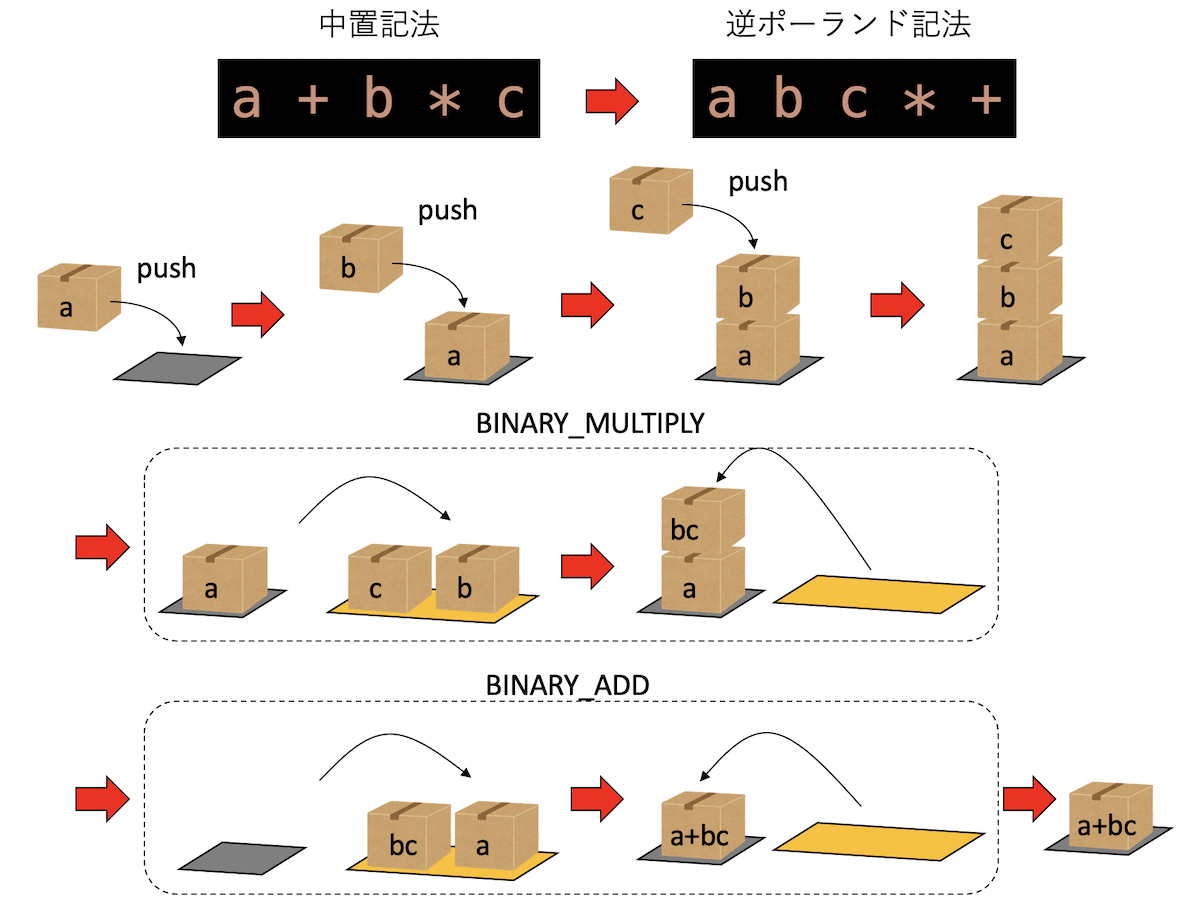 中置記法
逆ポーランド記法
a + b * c
a b c * +
a
push
b
push
a
c
push
b
a
c
b
a
BINARY_MULTIPLY
a
c
b
bc
a
BINARY_ADD
bc
a
a+bc
a+bc